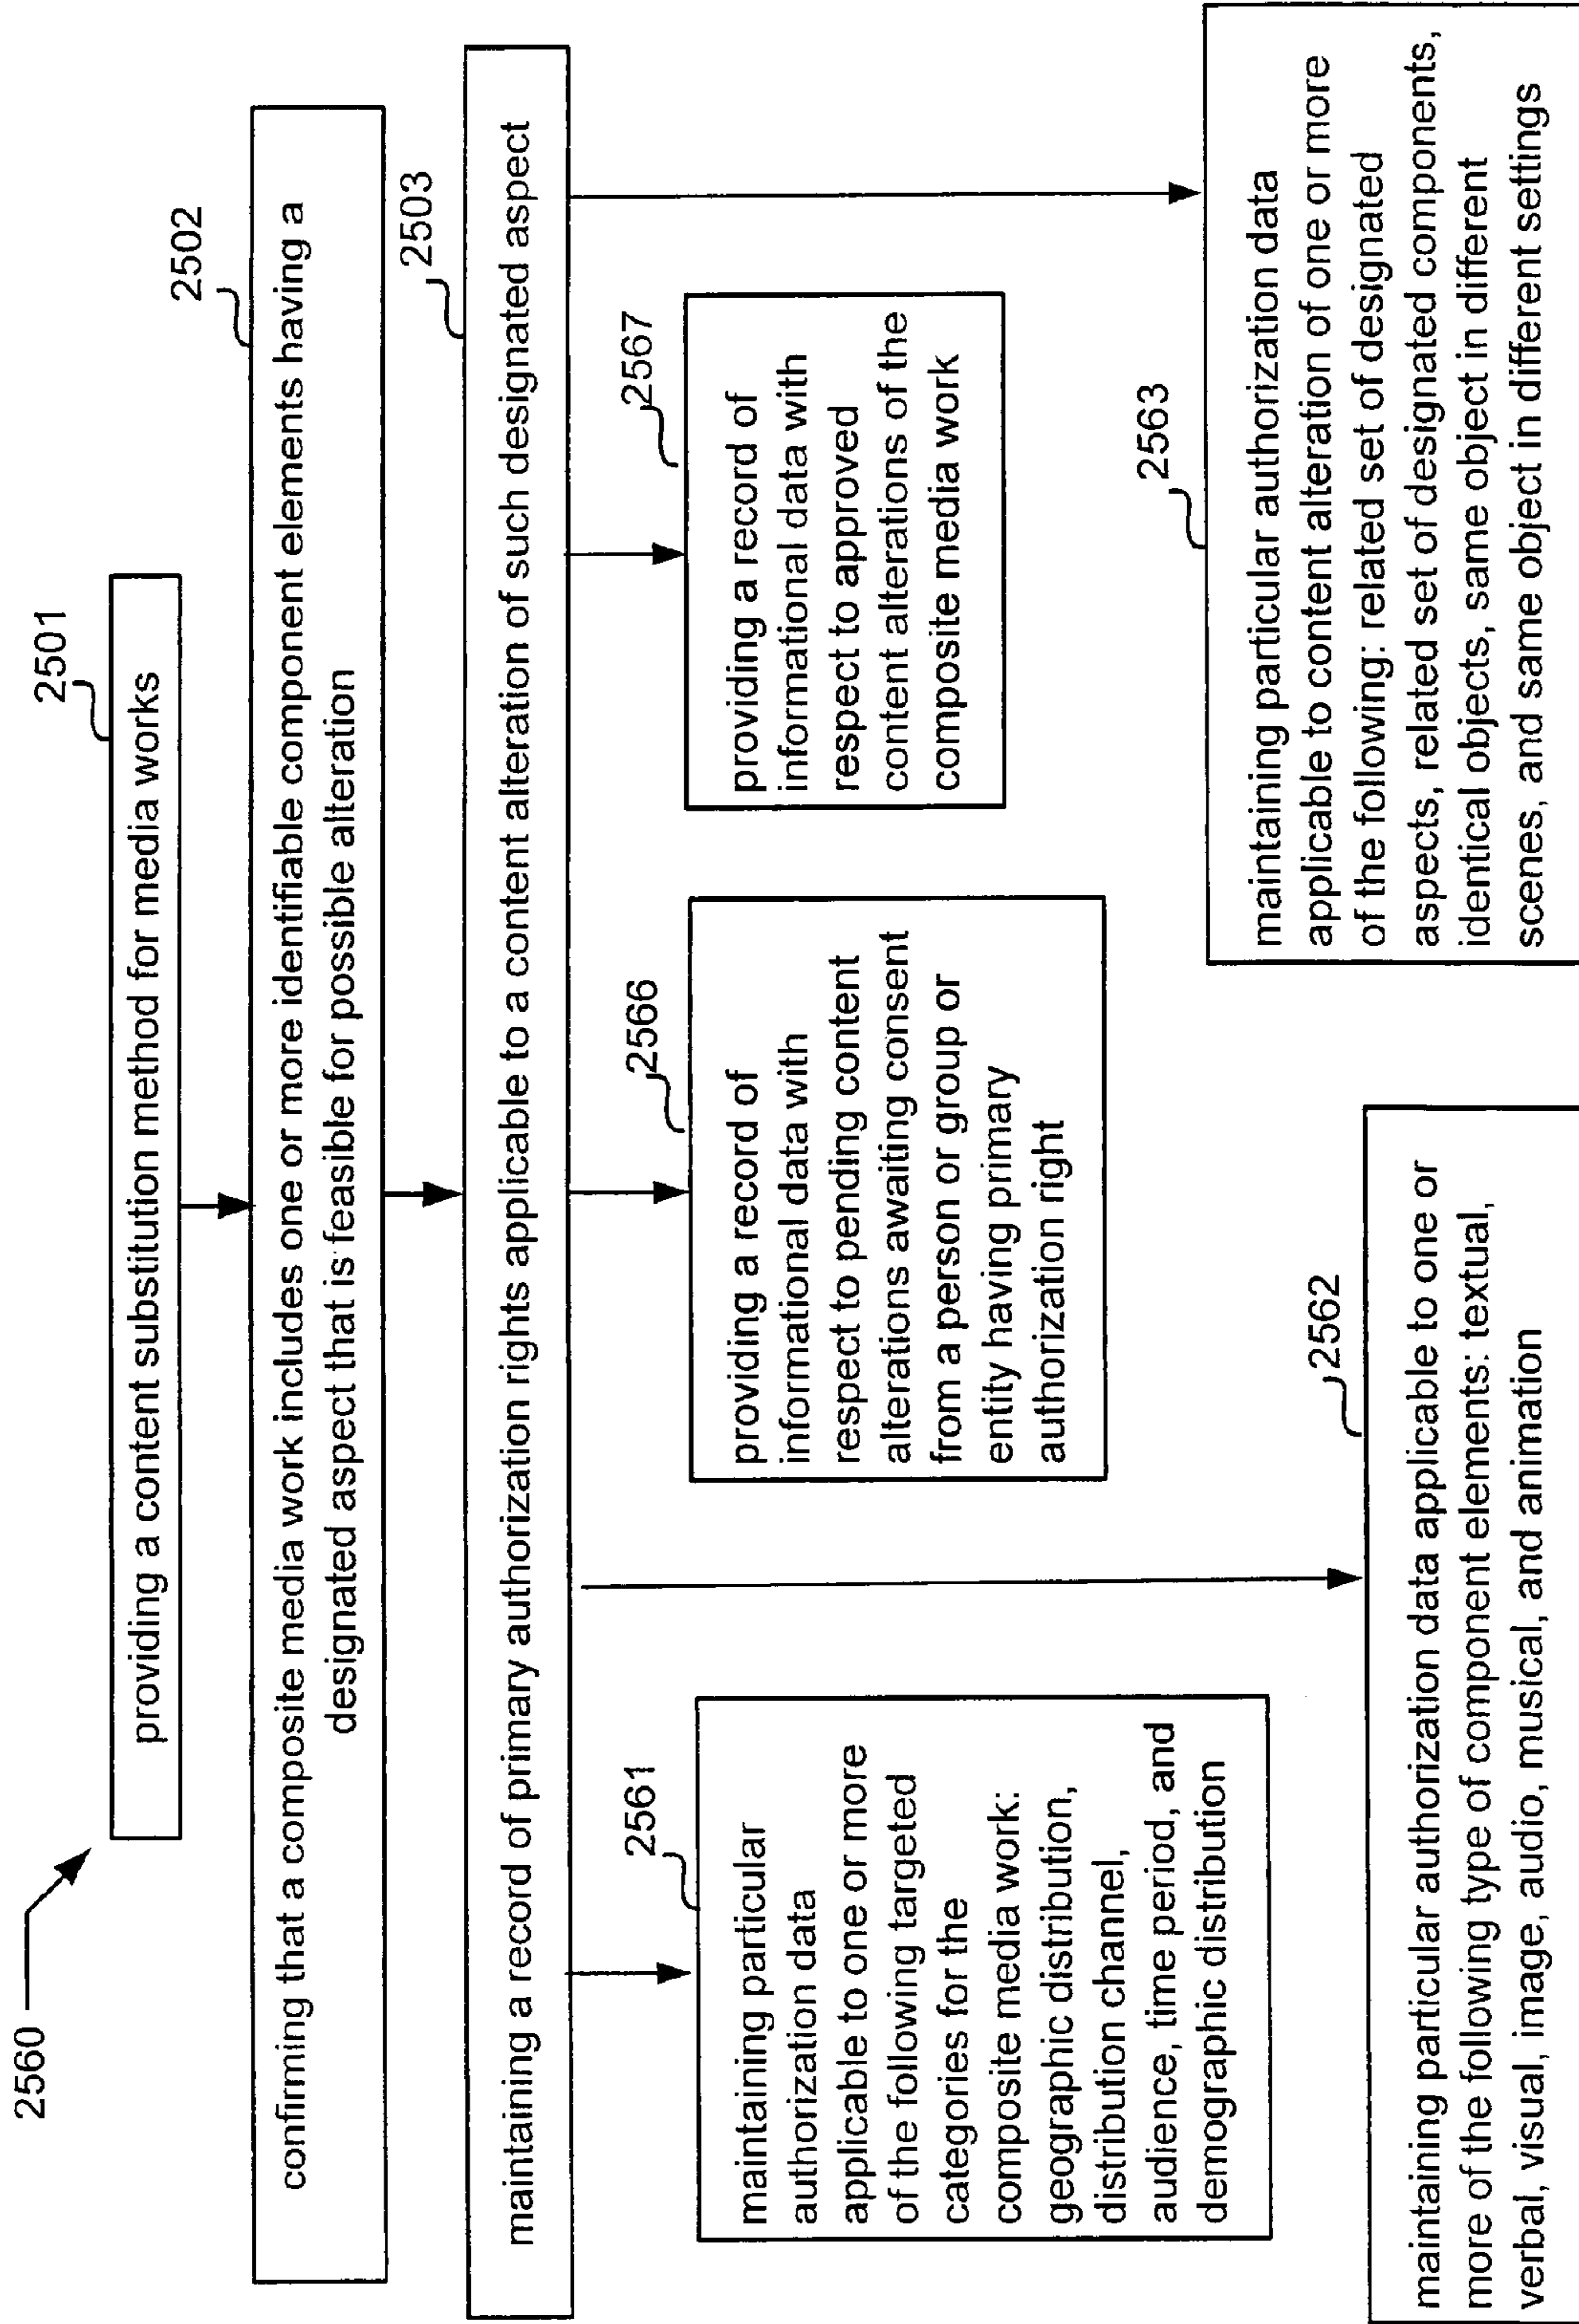 2560
2501
providing a content substitution method for media works
2502
confirming that a composite media work includes one or more identifiable component elements having a
designated aspect that is feasible for possible alteration
2503
maintaining a record of primary authorization rights applicable to a content alteration of such designated aspect
2561
maintaining particular
authorization data
applicable to one or more
of the following targeted
categories for the
composite media work:
geographic distribution,
distribution channel,
audience, time period, and
demographic distribution
2566
providing a record of
informational data with
respect to pending content
alterations awaiting consent
from a person or group or
entity having primary
authorization right
2567
providing a record of
informational data with
respect to approved
content alterations of the
composite media work
2562
maintaining particular authorization data applicable to one or
more of the following type of component elements: textual,
verbal, visual, image, audio, musical, and animation
2563
maintaining particular authorization data
applicable to content alteration of one or more
of the following: related set of designated
aspects, related set of designated components,
identical objects, same object in different
scenes, and same object in different settings